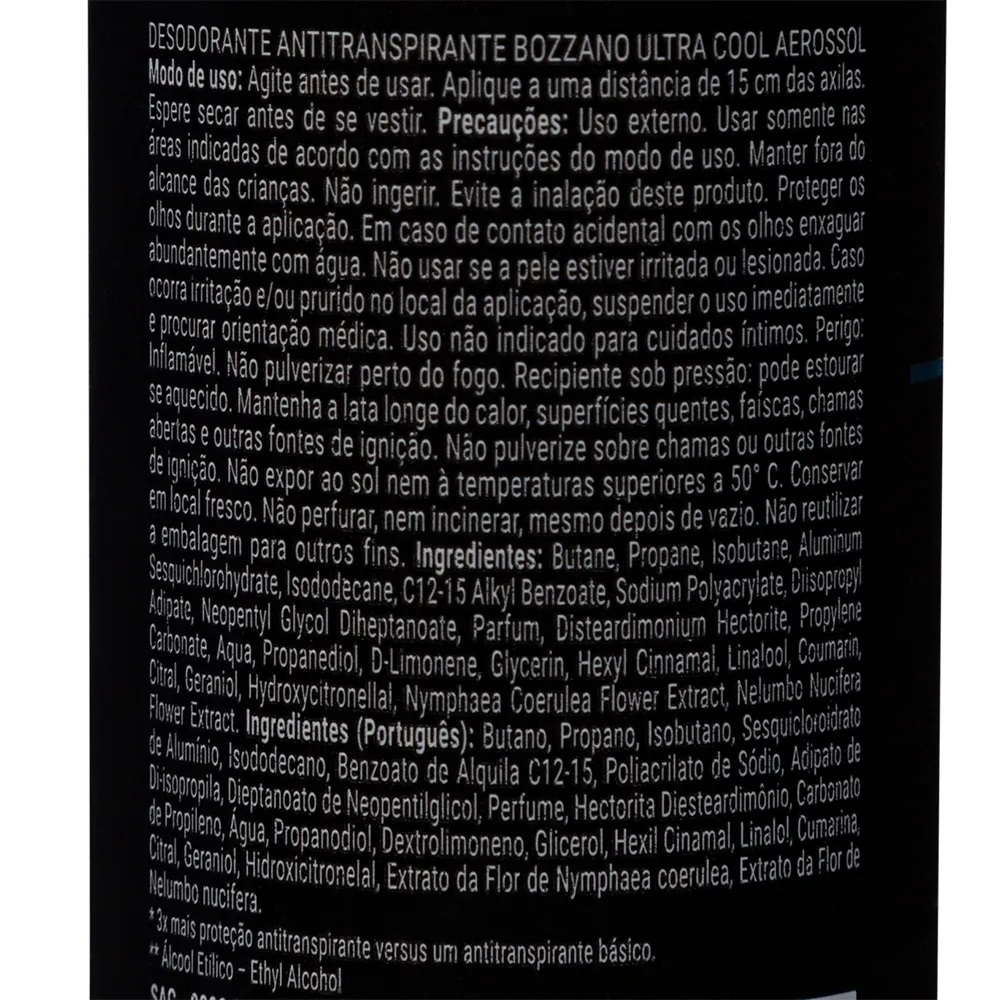 DESODORANTE ANTITRANSPIRANTE BOZZANO ULTRA COOL AEROSSOL
Modo de uso: Agite antes de usar. Aplique a uma distância de 15 cm das axilas.
Espere secar antes de se vestir. Precauções: Uso externo. Usar somente nas
áreas indicadas de acordo com as instruções do modo de uso. Manter fora do
alcance das crianças. Não ingerir. Evite a inalação deste produto. Proteger os
olhos durante a aplicação. Em caso de contato acidental com os olhos enxaguar
abundantemente com água. Não usar se a pele estiver irritada ou lesionada. Caso
ocorra irritação e/ou prurido no local da aplicação, suspender o uso imediatamente
e procurar orientação médica. Uso não indicado para cuidados íntimos. Perigo:
Inflamável. Não pulverizar perto do fogo. Recipiente sob pressão: pode estourar
se aquecido. Mantenha a lata longe do calor, superfícies quentes, faíscas, chamas
abertas e outras fontes de ignição. Não pulverize sobre chamas ou outras fontes
de ignição. Não expor ao sol nem à temperaturas superiores a 50° C. Conservar
em local fresco. Não perfurar, nem incinerar, mesmo depois de vazio. Não reutilizar
a embalagem para outros fins. Ingredientes: Butane, Propane, Isobutane, Aluminum
Sesquichlorohydrate, Isododecane, C12-15 Alkyl Benzoate, Sodium Polyacrylate, Diisopropyl
Adipate, Neopentyl Glycol Diheptanoate, Parfum, Disteardimonium Hectorite, Propylene
Carbonate, Aqua, Propanediol, D-Limonene, Glycerin, Hexyl Cinnamal, Linalool, Coumarin,
Citral, Geraniol, Hydroxycitronellal, Nymphaea Coerulea Flower Extract, Nelumbo Nucifera
Flower Extract. Ingredientes (Português): Butano, Propano, Isobutano, Sesquicloroidrato
de Alumínio, Isododecano, Benzoato de Alquila C12-15, Poliacrilato de Sódio, Adipato de
Di-isopropila, Dieptanoato de Neopentilglicol, Perfume, Hectorita Diesteardimônio, Carbonato
de Propileno, Água, Propanodiol, Dextrolimoneno, Glicerol, Hexil Cinamal, Linalol, Cumarina,
Citral, Geraniol, Hidroxicitronelal, Extrato da Flor de Nymphaea coerulea, Extrato da Flor de
Nelumbo nucifera.
* 3x mais proteção antitranspirante versus um antitranspirante básico.
** Álcool Etílico - Ethyl Alcohol